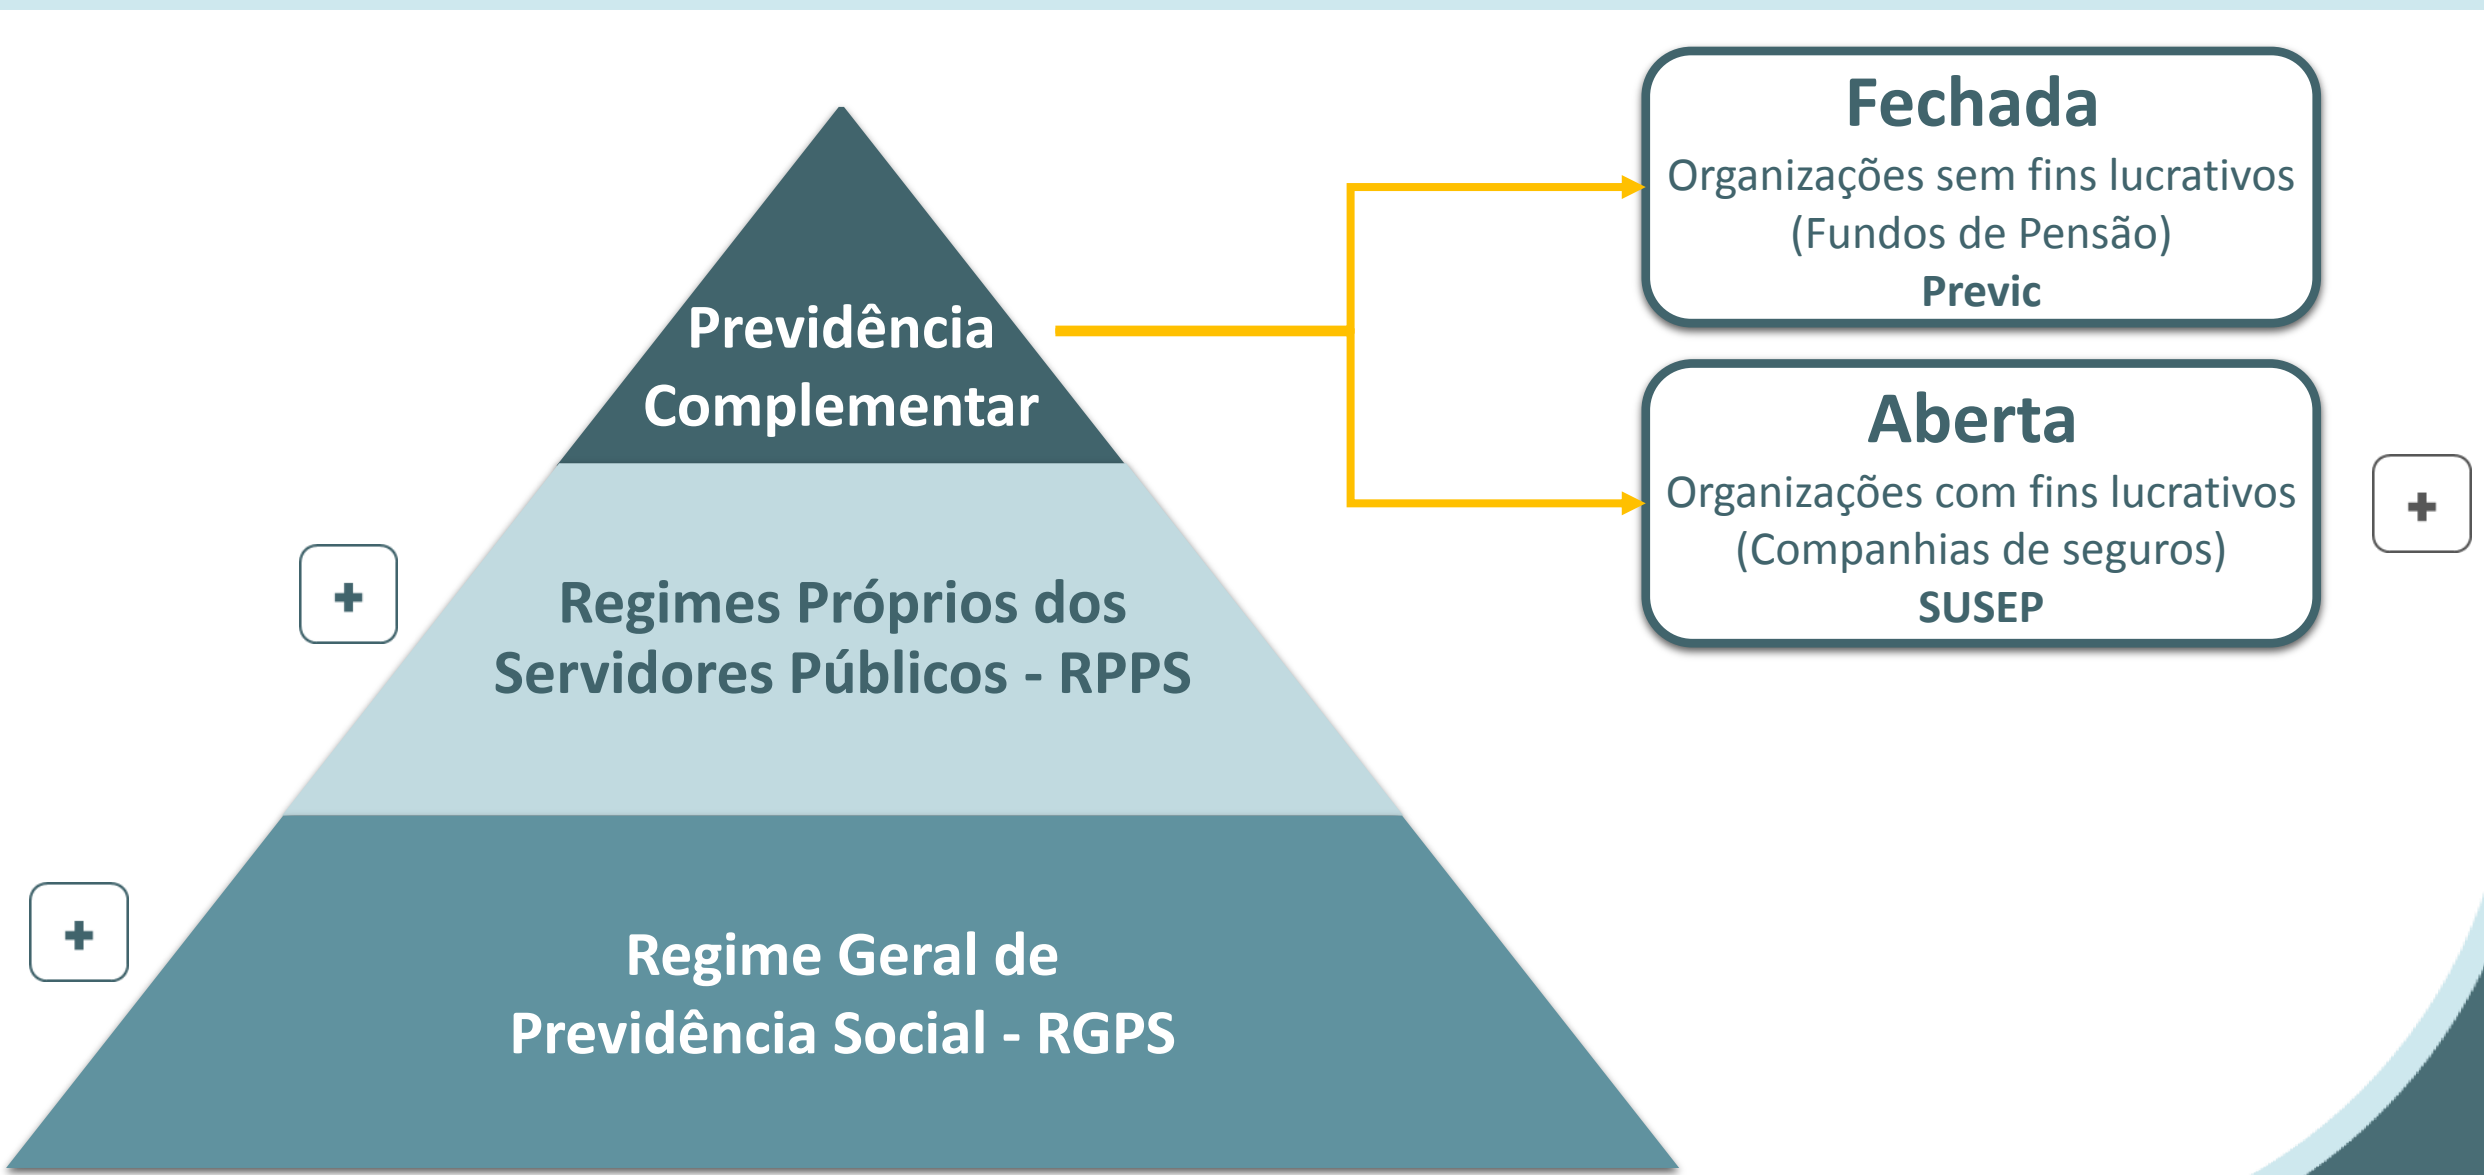 Previdência
Complementar
Regimes Próprios dos
Servidores Públicos - RPPS
Regime Geral de
Previdência Social - RGPS
Fechada
Organizações sem fins lucrativos
(Fundos de Pensão)
Previc
Aberta
Organizações com fins lucrativos
(Companhias de seguros)
SUSEP
+
+
+